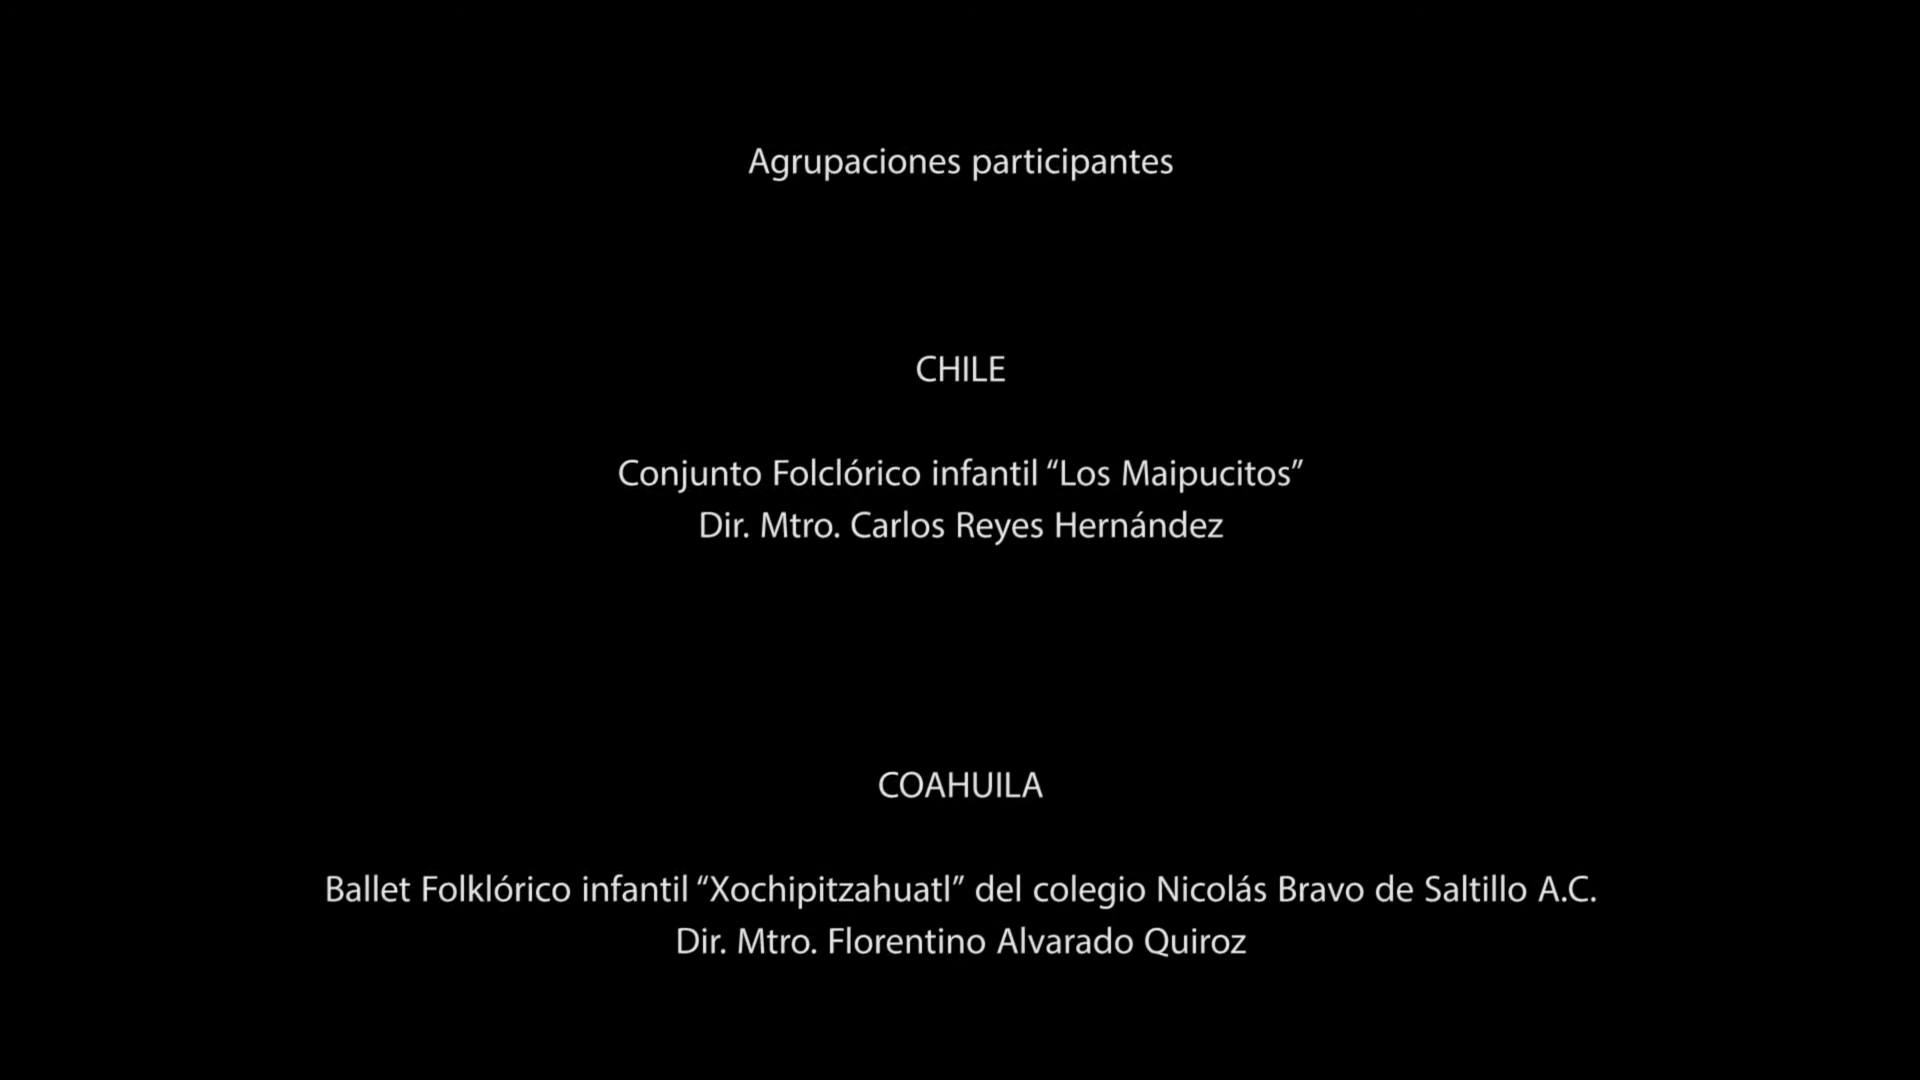 Agrupaciones participantes
CHILE
Conjunto Folclórico infantil “Los Maipucitos”
Dir. Mtro. Carlos Reyes Hernández
COAHUILA
Ballet Folklórico infantil “Xochipitzahuatl” del colegio Nicolás Bravo de Saltillo A.C.
Dir. Mtro. Florentino Alvarado Quiroz